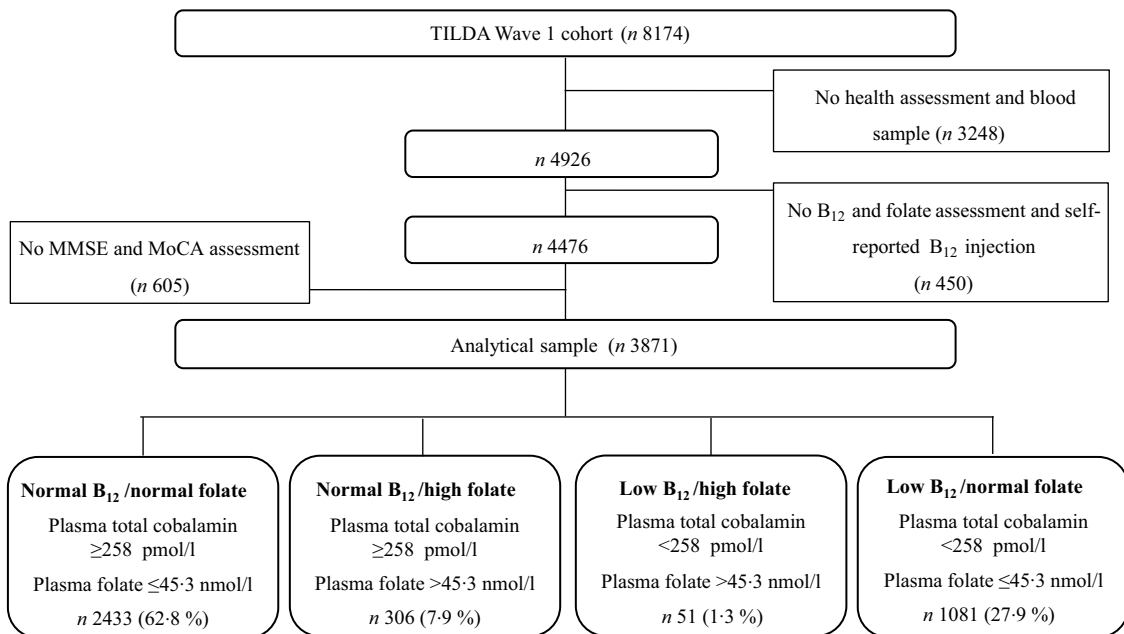 TILDA Wave 1 cohort (n 8174)
No health assessment and blood
sample (n 3248)
n 4926
No B₁₂ and folate assessment and self-
reported B₁₂ injection
(n 450)
n 4476
No MMSE and MoCA assessment
(n 605)
Analytical sample (n 3871)
Normal B₁₂ /normal folate
Plasma total cobalamin
≥258 pmol/l
Plasma folate ≤45·3 nmol/l
n 2433 (62·8 %)
Normal B₁₂ /high folate
Plasma total cobalamin
≥258 pmol/l
Plasma folate >45·3 nmol/l
n 306 (7·9 %)
Low B₁₂ /high folate
Plasma total cobalamin
<258 pmol/l
Plasma folate >45·3 nmol/l
n 51 (1·3 %)
Low B₁₂ /normal folate
Plasma total cobalamin
<258 pmol/l
Plasma folate ≤45·3 nmol/l
n 1081 (27·9 %)